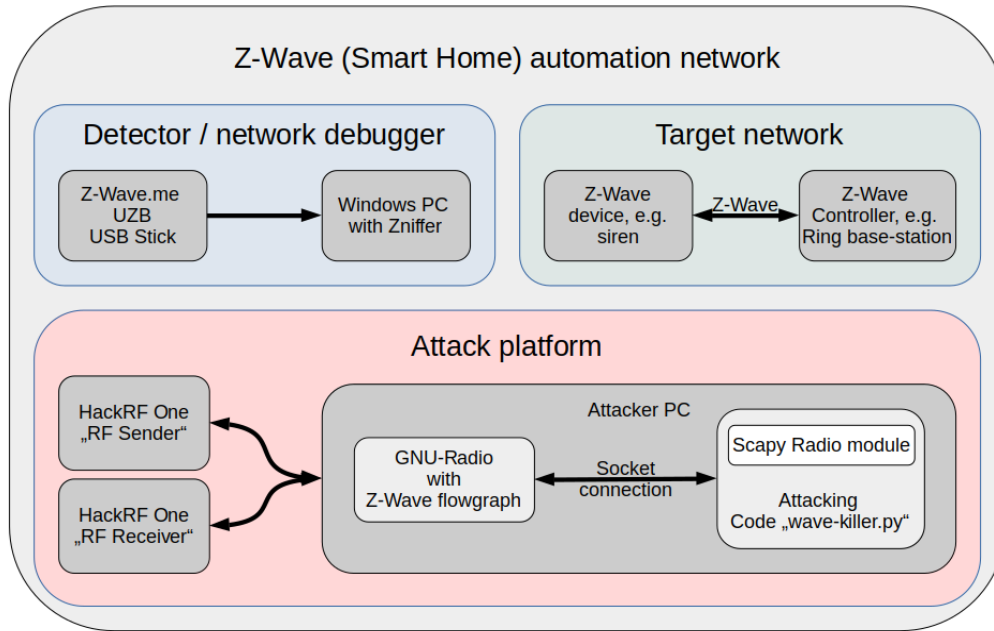 Z-Wave (Smart Home) automation network
Detector / network debugger
Z-Wave.me
UZB
USB Stick
Windows PC
with Zniffer
Target network
Z-Wave
device, e.g.
siren
Z-Wave
Z-Wave
Controller, e.g.
Ring base-station
Attack platform
HackRF One
„RF Sender“
HackRF One
„RF Receiver“
Attacker PC
GNU-Radio
with
Z-Wave flowgraph
Socket
connection
Scapy Radio module
Attacking
Code „wave-killer.py“